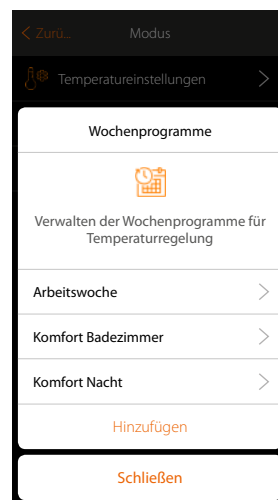 Zurü...
Modus
Temperatureinstellungen
Wochenprogramme
Verwalten der Wochenprogramme für
Temperaturregelung
Arbeitswoche
Komfort Badezimmer
Komfort Nacht
Hinzufügen
Schließen